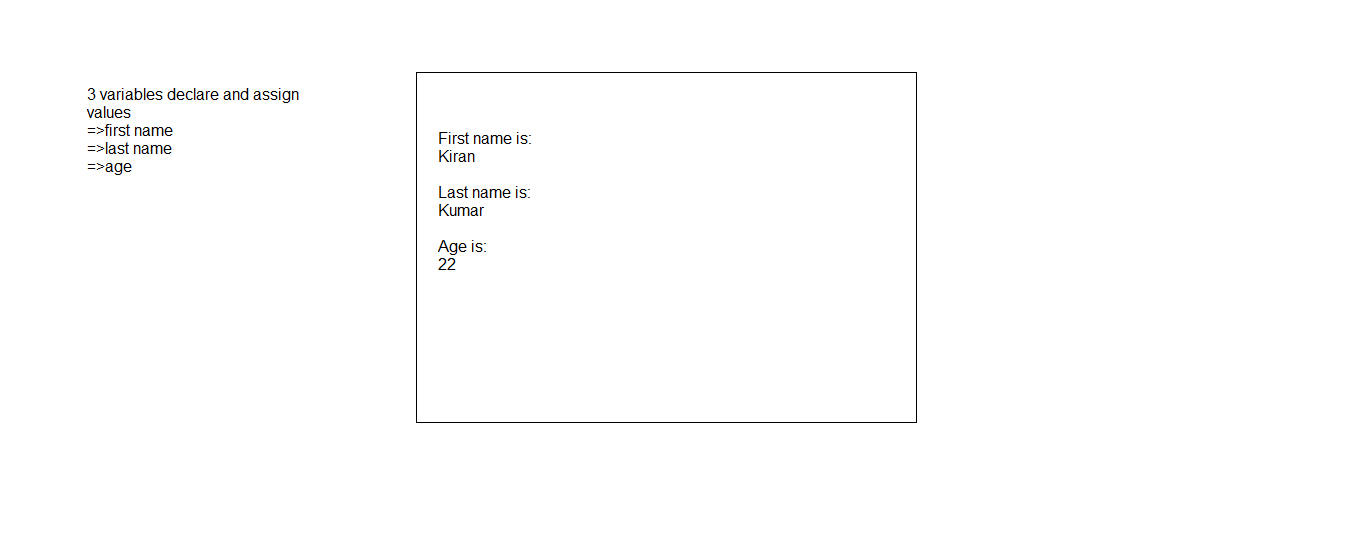 3 variables declare and assign
values
=>first name
=>last name
=>age
First name is:
Kiran
Last name is:
Kumar
Age is:
22